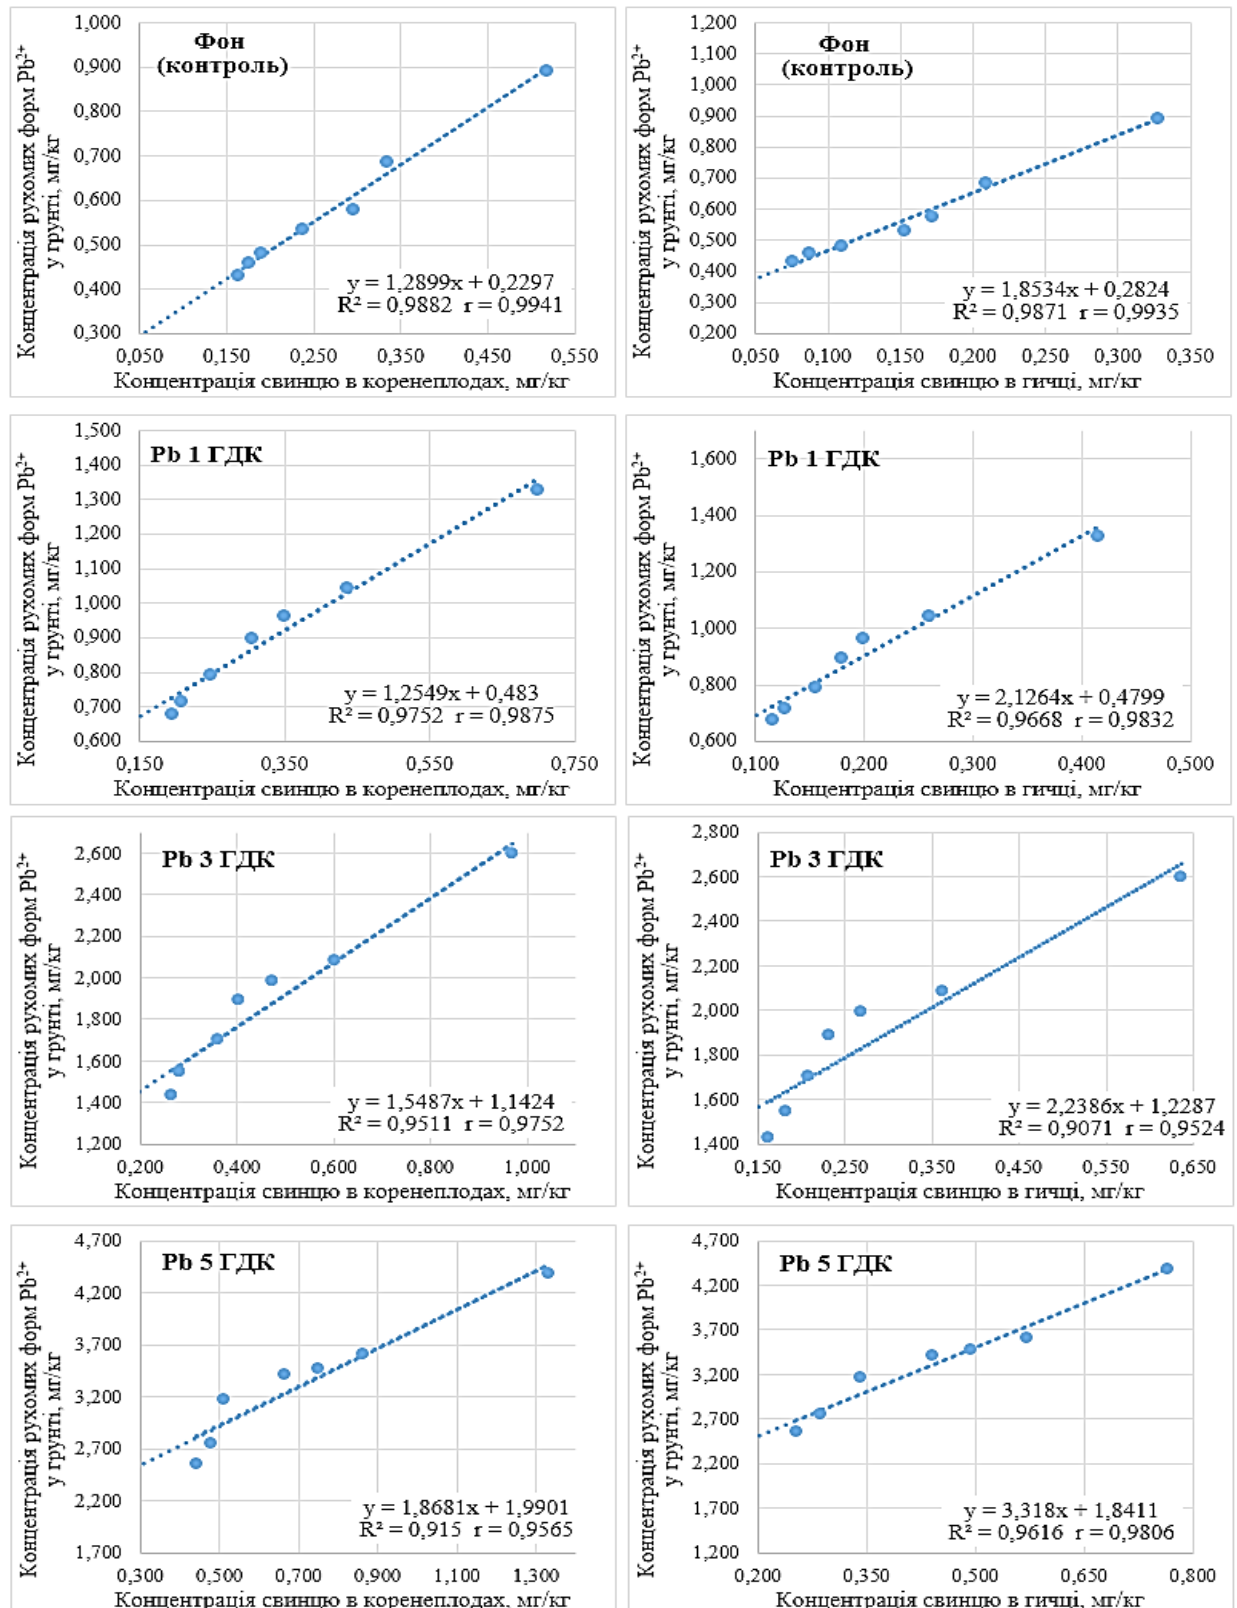 Фон
(контроль)
Концентрація рухомих форм Pb²⁺
у грунті, мг/кг
1,000
0,900
0,800
0,700
0,600
0,500
0,400
0,300
y = 1,2899x + 0,2297
R² = 0,9882 r = 0,9941
0,050 0,150 0,250 0,350 0,450 0,550
Концентрація свинцю в коренеплодах, мг/кг
Фон
(контроль)
Концентрація рухомих форм Pb²⁺
у грунті, мг/кг
1,200
1,100
1,000
0,900
0,800
0,700
0,600
0,500
0,400
0,300
0,200
y = 1,8534x + 0,2824
R² = 0,9871 r = 0,9935
0,050 0,100 0,150 0,200 0,250 0,300 0,350
Концентрація свинцю в гичці, мг/кг
Pb 1 ГДК
Концентрація рухомих форм Pb²⁺
у грунті, мг/кг
1,500
1,400
1,300
1,200
1,100
1,000
0,900
0,800
0,700
0,600
y = 1,2549x + 0,483
R² = 0,9752 r = 0,9875
0,150 0,350 0,550 0,750
Концентрація свинцю в коренеплодах, мг/кг
Pb 1 ГДК
Концентрація рухомих форм Pb²⁺
у грунті, мг/кг
1,600
1,400
1,200
1,000
0,800
0,600
y = 2,1264x + 0,4799
R² = 0,9668 r = 0,9832
0,100 0,200 0,300 0,400 0,500
Концентрація свинцю в гичці, мг/кг
Pb 3 ГДК
Концентрація рухомих форм Pb²⁺
у грунті, мг/кг
2,600
2,400
2,200
2,000
1,800
1,600
1,400
1,200
y = 1,5487x + 1,1424
R² = 0,9511 r = 0,9752
0,200 0,400 0,600 0,800 1,000
Концентрація свинцю в коренеплодах, мг/кг
Pb 3 ГДК
Концентрація рухомих форм Pb²⁺
у грунті, мг/кг
2,800
2,600
2,400
2,200
2,000
1,800
1,600
1,400
y = 2,2386x + 1,2287
R² = 0,9071 r = 0,9524
0,150 0,250 0,350 0,450 0,550 0,650
Концентрація свинцю в гичці, мг/кг
Pb 5 ГДК
Концентрація рухомих форм Pb²⁺
у грунті, мг/кг
4,700
4,200
3,700
3,200
2,700
2,200
1,700
y = 1,8681x + 1,9901
R² = 0,915 r = 0,9565
0,300 0,500 0,700 0,900 1,100 1,300
Концентрація свинцю в коренеплодах, мг/кг
Pb 5 ГДК
Концентрація рухомих форм Pb²⁺
у грунті, мг/кг
4,700
4,200
3,700
3,200
2,700
2,200
1,700
1,200
y = 3,318x + 1,8411
R² = 0,9616 r = 0,9806
0,200 0,350 0,500 0,650 0,800
Концентрація свинцю в гичці, мг/кг